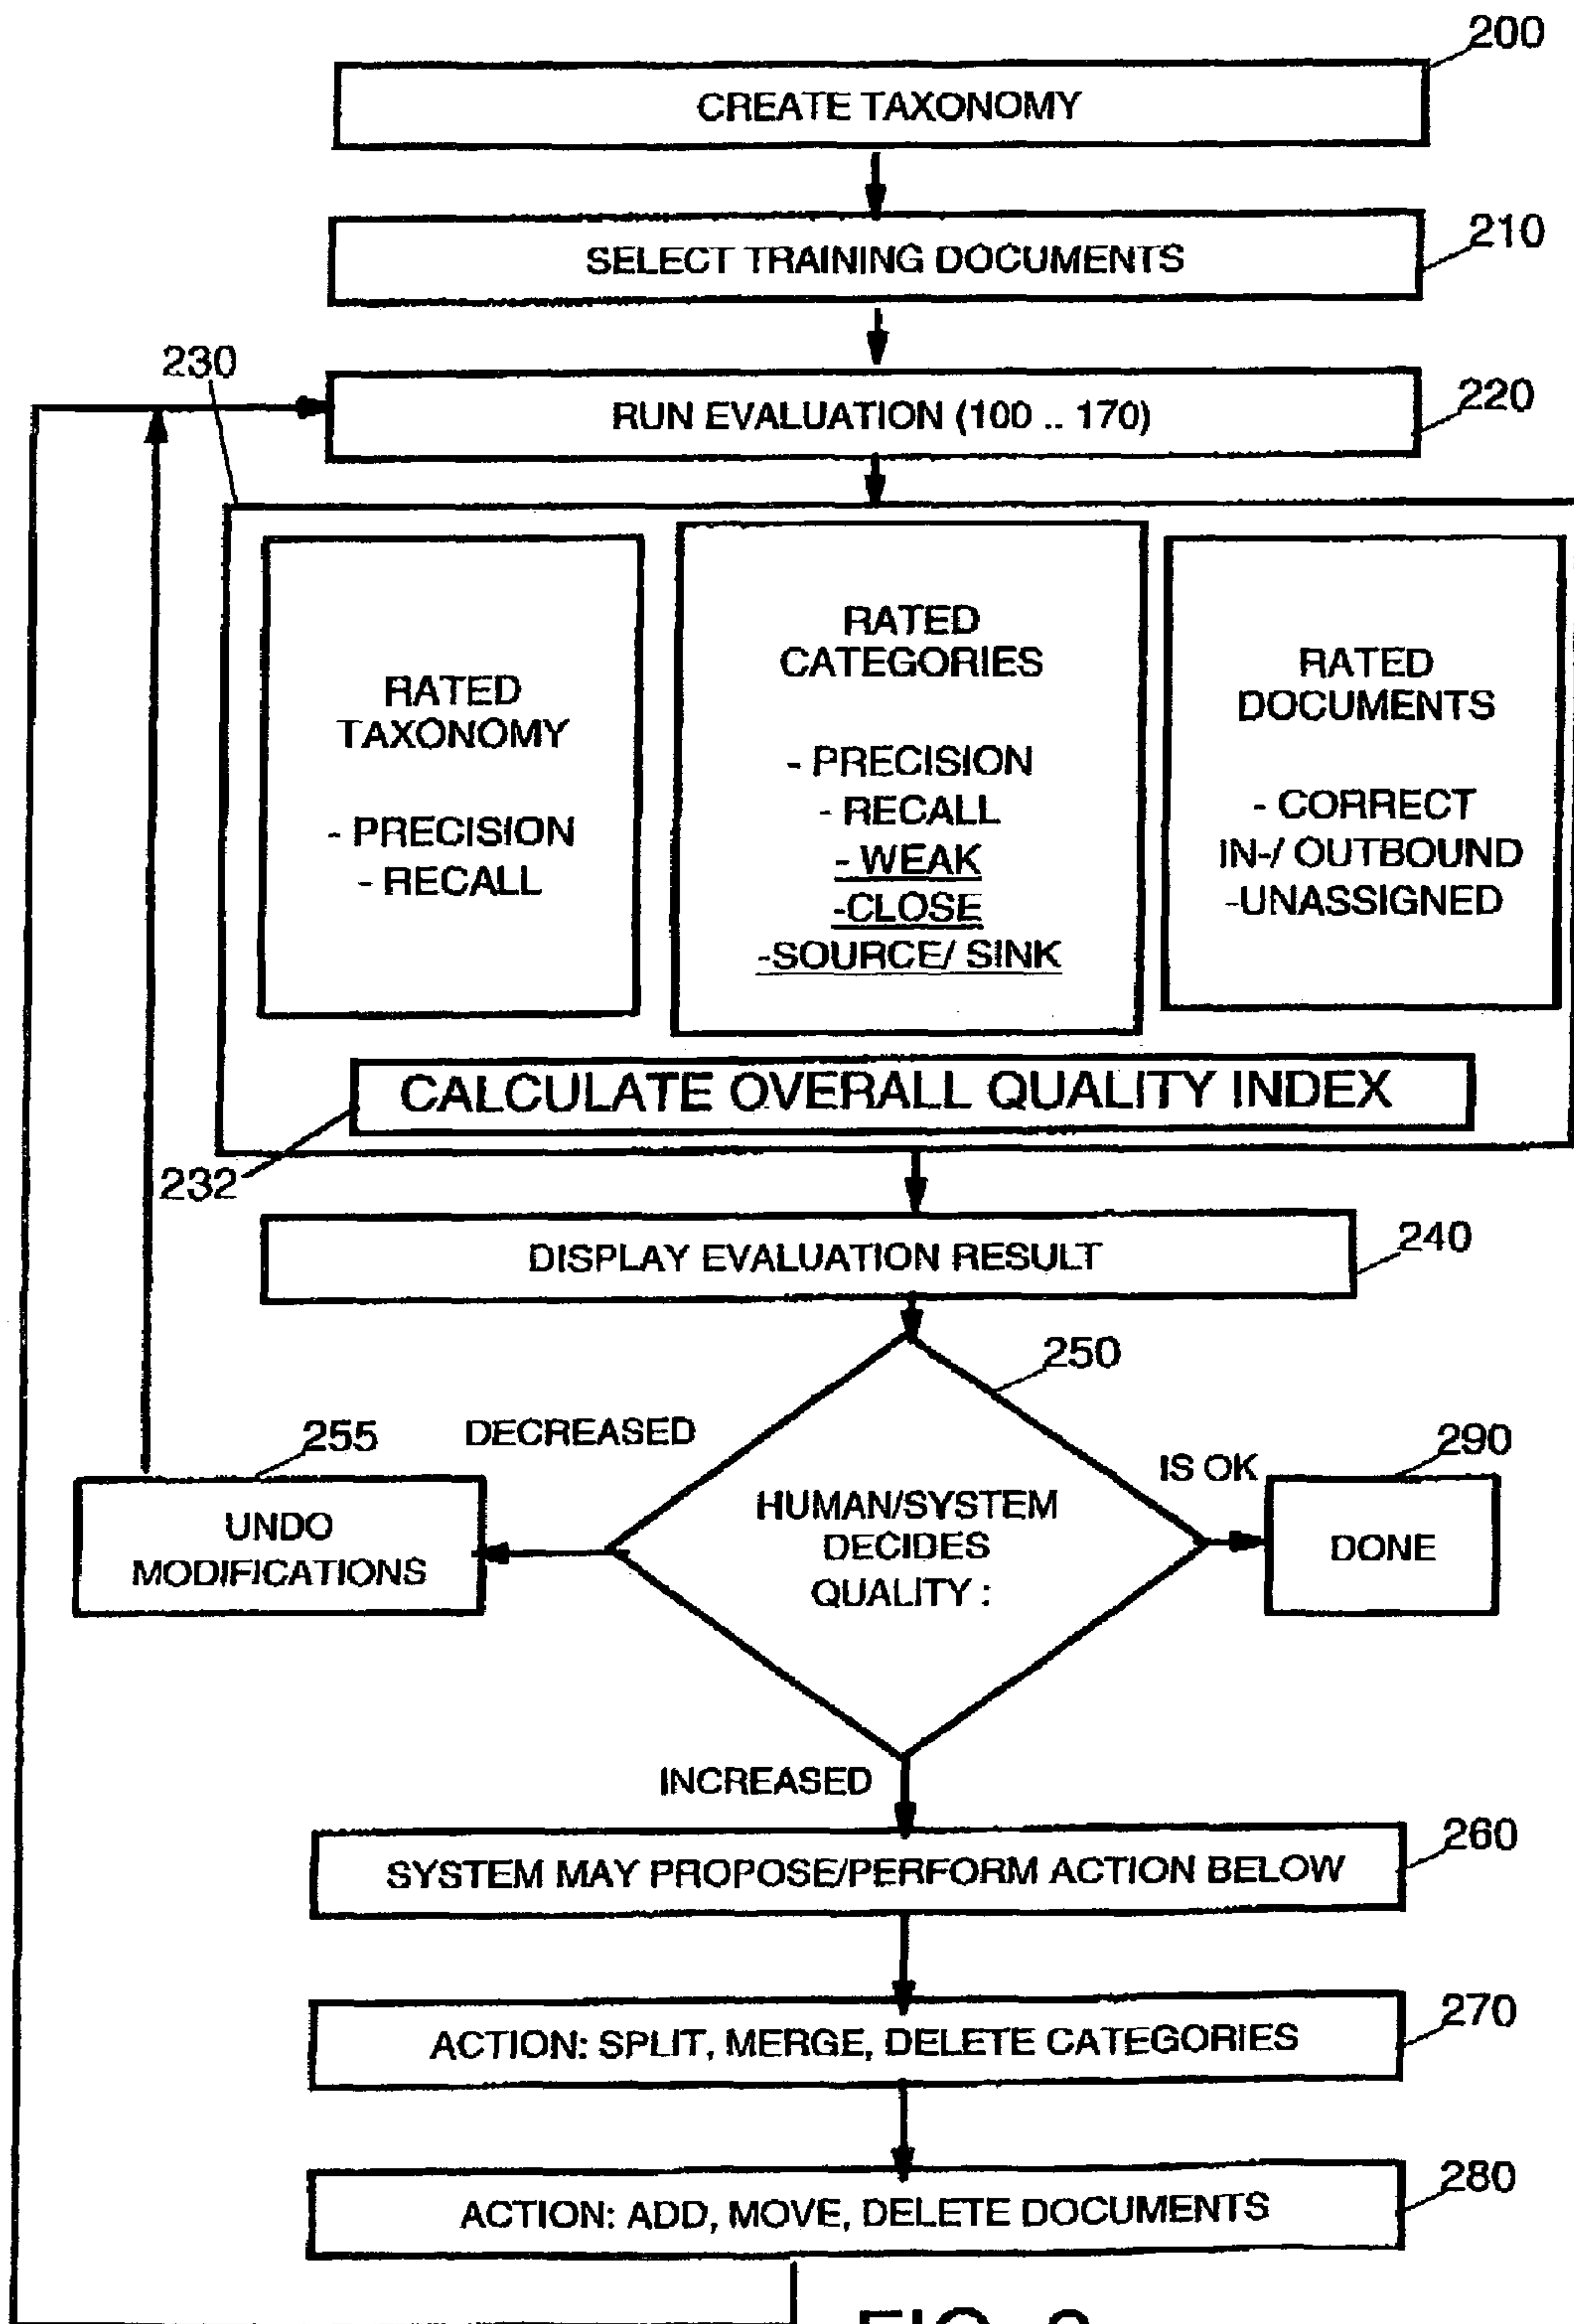 200
CREATE TAXONOMY
210
SELECT TRAINING DOCUMENTS
230
220
RUN EVALUATION (100 .. 170)
RATED
TAXONOMY
- PRECISION
- RECALL
RATED
CATEGORIES
- PRECISION
- RECALL
- WEAK
-CLOSE
-SOURCE/ SINK
RATED
DOCUMENTS
- CORRECT
IN-/ OUTBOUND
-UNASSIGNED
CALCULATE OVERALL QUALITY INDEX
232
DISPLAY EVALUATION RESULT
240
250
DECREASED
255
UNDO
MODIFICATIONS
HUMAN/SYSTEM
DECIDES
QUALITY :
IS OK
290
DONE
INCREASED
260
SYSTEM MAY PROPOSE/PERFORM ACTION BELOW
270
ACTION: SPLIT, MERGE, DELETE CATEGORIES
280
ACTION: ADD, MOVE, DELETE DOCUMENTS
FIG.